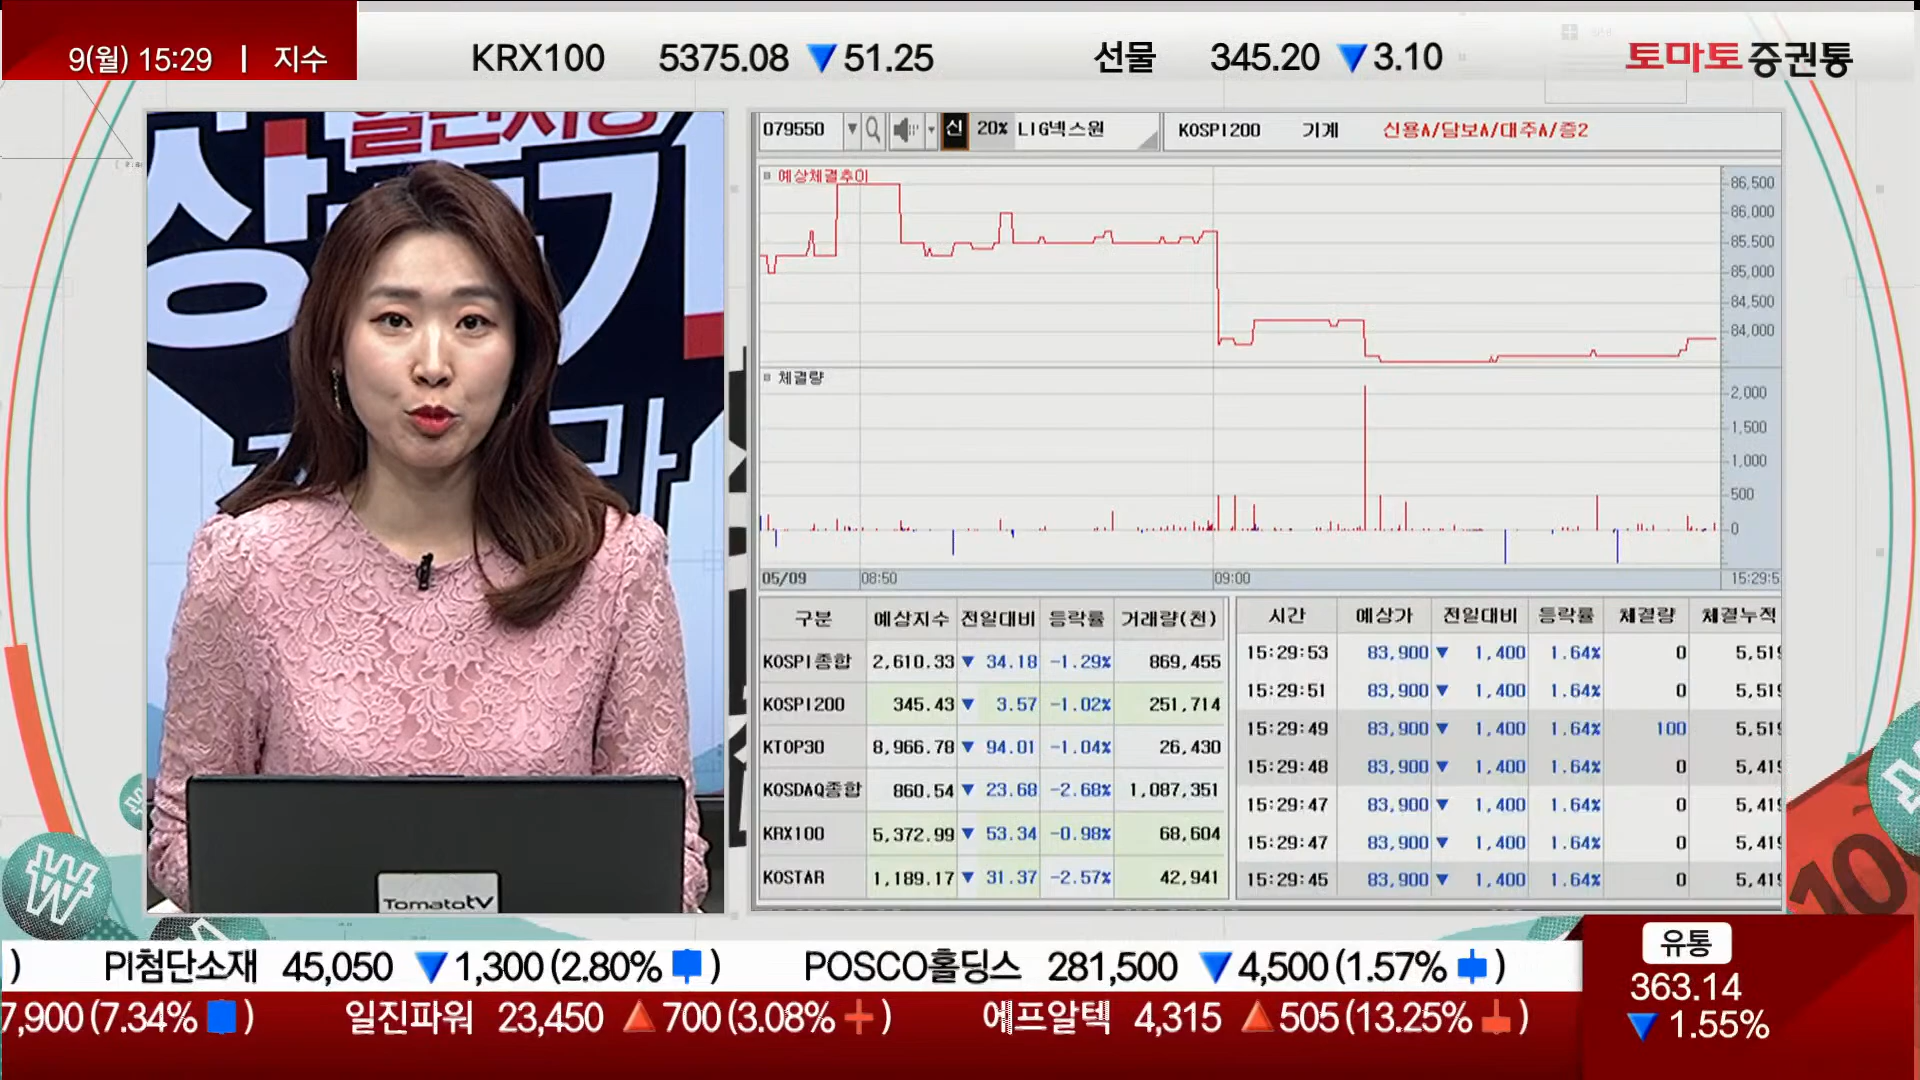 9(월) 15:29 | 지수
KRX100 5375.08 ▼51.25 선물 345.20 ▼3.10
토마토증권통
079550 신 20% LIG넥스원 KOSPI200 기계 신용A/담보A/대주A/증2
예상체결추이
86,500
86,000
85,500
85,000
84,500
84,000
체결량
2,000
1,500
1,000
500
0
05/09 08:50 09:00 15:29:5
구분 예상지수 전일대비 등락률 거래량(천)
KOSPI종합 2,610.33 ▼ 34.18 -1.29% 869,455
KOSPI200 345.43 ▼ 3.57 -1.02% 251,714
KTOP30 8,966.78 ▼ 94.01 -1.04% 26,430
KOSDAQ종합 860.54 ▼ 23.68 -2.68% 1,087,351
KRX100 5,372.99 ▼ 53.34 -0.98% 68,604
KOSTAR 1,189.17 ▼ 31.37 -2.57% 42,941
시간 예상가 전일대비 등락률 체결량 체결누적
15:29:53 83,900 ▼ 1,400 1.64% 0 5,519
15:29:51 83,900 ▼ 1,400 1.64% 0 5,519
15:29:49 83,900 ▼ 1,400 1.64% 100 5,519
15:29:48 83,900 ▼ 1,400 1.64% 0 5,419
15:29:47 83,900 ▼ 1,400 1.64% 0 5,419
15:29:47 83,900 ▼ 1,400 1.64% 0 5,419
15:29:45 83,900 ▼ 1,400 1.64% 0 5,419
TomatotV
) PI첨단소재 45,050 ▼1,300(2.80% ) POSCO홀딩스 281,500 ▼4,500(1.57% )
7,900(7.34% ) 일진파워 23,450 ▲700(3.08% ) 에프알텍 4,315 ▲505(13.25% )
유통
363.14
▼ 1.55%